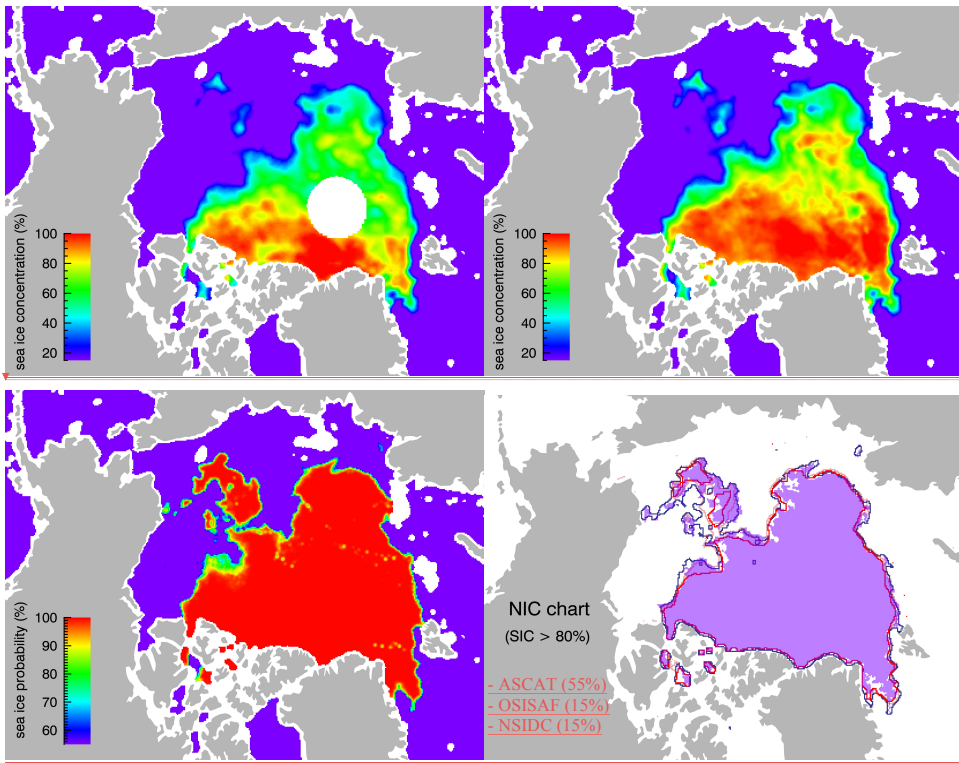 sea ice concentration (%)
100
80
60
40
20
sea ice concentration (%)
100
80
60
40
20
sea ice probability (%)
100
90
80
70
60
NIC chart
(SIC > 80%)
- ASCAT (55%)
- OSISAF (15%)
- NSIDC (15%)